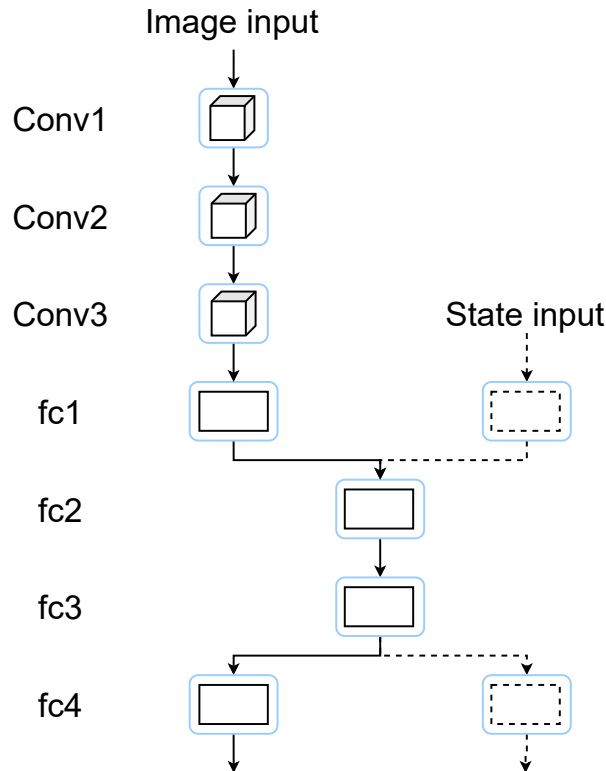 Image input
Conv1
Conv2
Conv3
State input
fc1
fc2
fc3
fc4